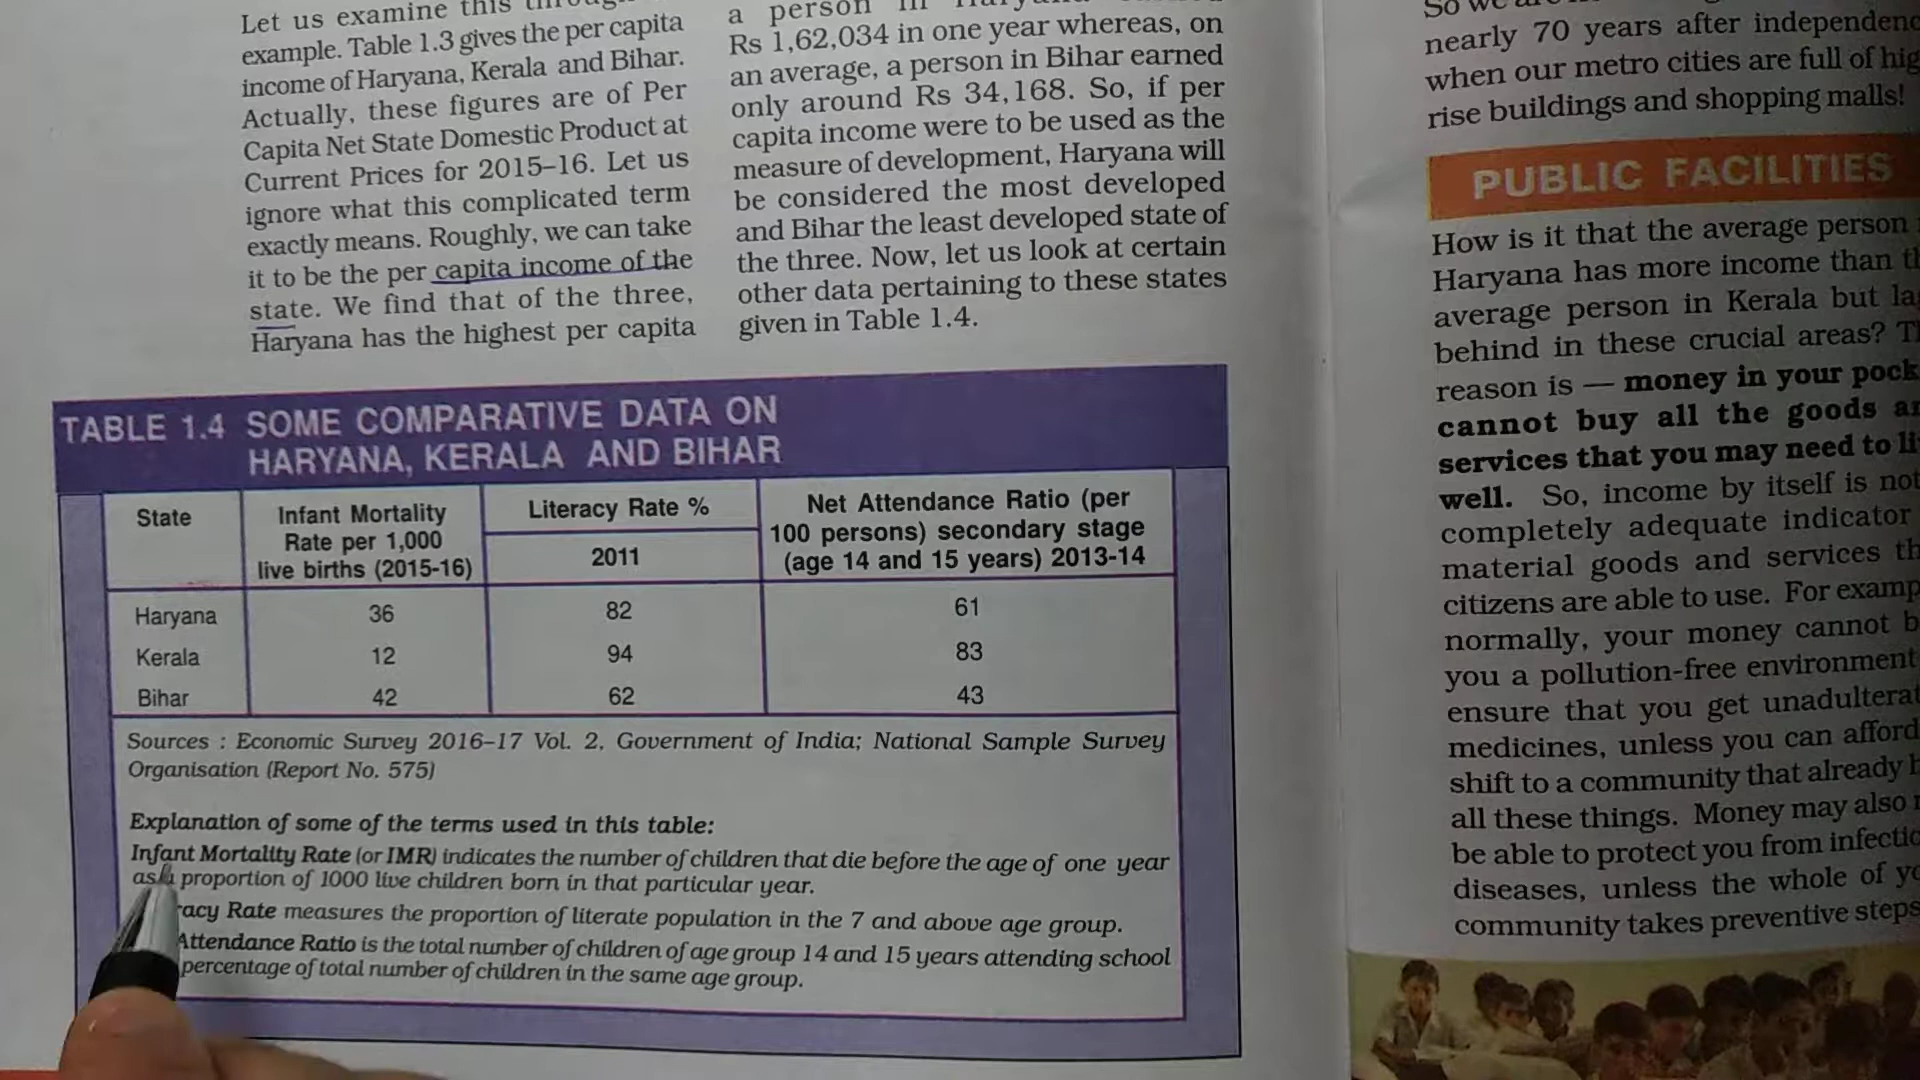 Let us examine this
example. Table 1.3 gives the per capita
income of Haryana, Kerala and Bihar.
Actually, these figures are of Per
Capita Net State Domestic Product at
Current Prices for 2015–16. Let us
ignore what this complicated term
exactly means. Roughly, we can take
it to be the per capita income of the
state. We find that of the three,
Haryana has the highest per capita
a person in
Rs 1,62,034 in one year whereas, on
an average, a person in Bihar earned
only around Rs 34,168. So, if per
capita income were to be used as the
measure of development, Haryana will
be considered the most developed
and Bihar the least developed state of
the three. Now, let us look at certain
other data pertaining to these states
given in Table 1.4.
TABLE 1.4 SOME COMPARATIVE DATA ON
HARYANA, KERALA AND BIHAR
State
Infant Mortality
Rate per 1,000
live births (2015-16)
Literacy Rate %
2011
Net Attendance Ratio (per
100 persons) secondary stage
(age 14 and 15 years) 2013-14
Haryana 36 82 61
Kerala 12 94 83
Bihar 42 62 43
Sources : Economic Survey 2016–17 Vol. 2, Government of India; National Sample Survey
Organisation (Report No. 575)
Explanation of some of the terms used in this table:
Infant Mortality Rate (or IMR) indicates the number of children that die before the age of one year
as a proportion of 1000 live children born in that particular year.
racy Rate measures the proportion of literate population in the 7 and above age group.
Attendance Ratio is the total number of children of age group 14 and 15 years attending school
percentage of total number of children in the same age group.
So we
nearly 70 years after independenc
when our metro cities are full of hig
rise buildings and shopping malls!
PUBLIC FACILITIES
How is it that the average person
Haryana has more income than th
average person in Kerala but la
behind in these crucial areas? T
reason is — money in your pock
cannot buy all the goods an
services that you may need to li
well. So, income by itself is not
completely adequate indicator
material goods and services th
citizens are able to use. For examp
normally, your money cannot b
you a pollution-free environment
ensure that you get unadulterat
medicines, unless you can afford
shift to a community that already h
all these things. Money may also
be able to protect you from infectio
diseases, unless the whole of yo
community takes preventive steps